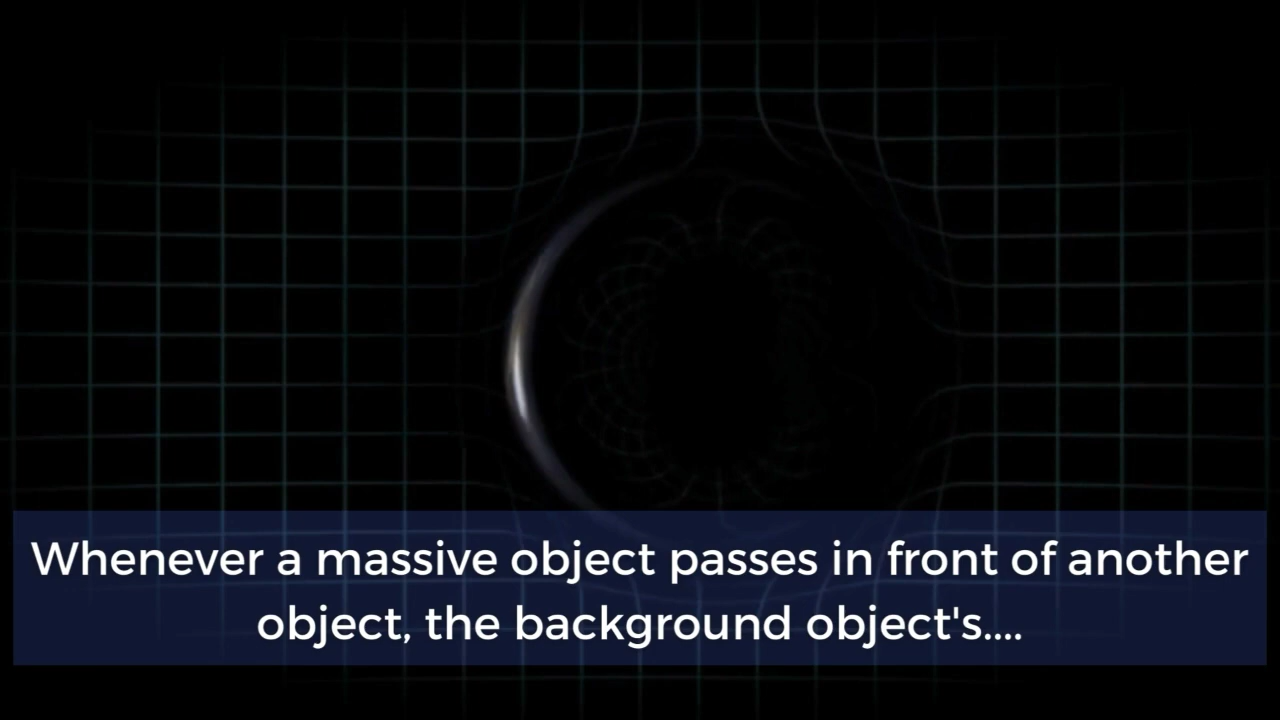 Whenever a massive object passes in front of another
object, the background object's....